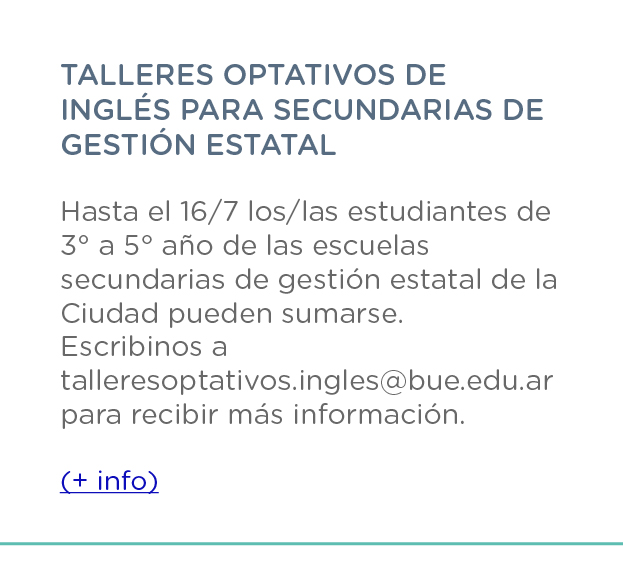 TALLERES OPTATIVOS DE
INGLÉS PARA SECUNDARIAS DE
GESTIÓN ESTATAL
Hasta el 16/7 los/las estudiantes de
3° a 5° año de las escuelas
secundarias de gestión estatal de la
Ciudad pueden sumarse.
Escribinos a
talleresoptativos.ingles@bue.edu.ar
para recibir más información.
(+ info)